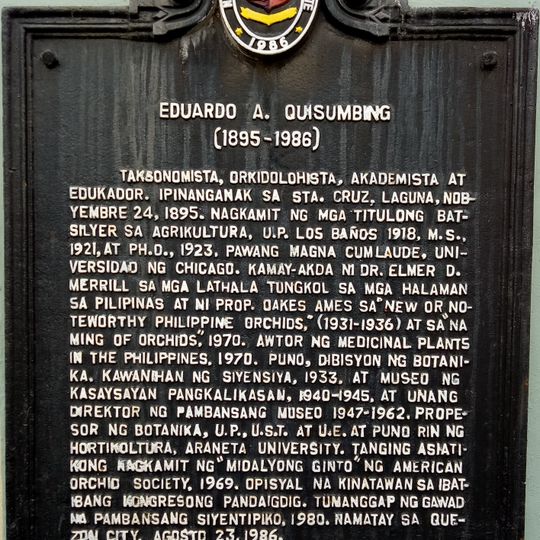 1986
EDUARDO A. QUISUMBING
(1895-1986)
TAKSONOMISTA, ORKIDOLOHISTA, AKADEMISTA AT
EDUKADOR. IPINANGANAK SA STA. CRUZ, LAGUNA, NOB-
YEMBRE 24, 1895. NAGKAMIT NG MGA TITULONG BAT-
SILYER SA AGRIKULTURA, U.P. LOS BAÑOS 1918, M.S.,
1921, AT PH.D., 1923. PAWANG MAGNA CUM LAUDE, UNI-
VERSIDAD NG CHICAGO. KAMAY-AKDA NI DR. ELMER D.
MERRILL SA MGA LATHALA TUNGKOL SA MGA HALAMAN
SA PILIPINAS AT NI PROP. OAKES AMES SA "NEW OR NO-
TEWORTHY PHILIPPINE ORCHIDS," (1931-1936) AT SA "NA
MING OF ORCHIDS," 1970. AWTOR NG MEDICINAL PLANTS
IN THE PHILIPPINES, 1970. PUNO, DIBISYON NG BOTANI-
KA. KAWANIHAN NG SIYENSIYA, 1933. AT MUSEO NG
KASAYSAYAN PANGKALIKASAN, 1940-1945. AT UNANG
DIREKTOR NG PAMBANSANG MUSEO 1947-1962. PROPE-
SOR NG BOTANIKA, U.P., U.S.T. AT U.E. AT PUNO RIN NG
HORTIKOLTURA, ARANETA UNIVERSITY. TANGING ASIATI-
KONG NAGKAMIT NG "MIDALYONG GINTO" NG AMERICAN
ORCHID SOCIETY, 1969. OPISYAL NA KINATAWAN SA IBAT
IBANG KONGRESONG PANDAIGDIG. TUMANGGAP NG GAWAD
NA PAMBANSANG SIYENTIPIKO, 1980. NAMATAY SA QUE-
ZON CITY, AGOSTO 23, 1986.